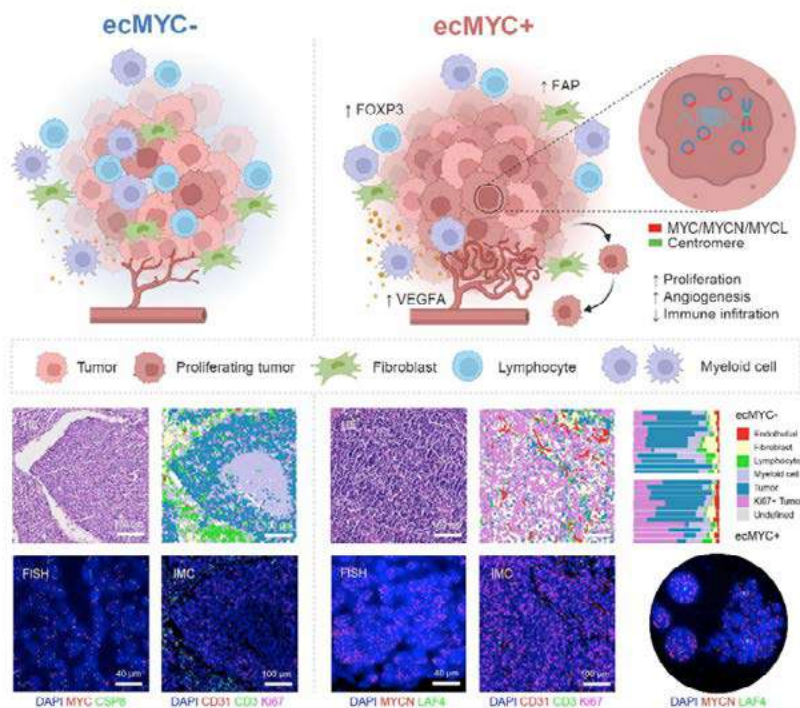 ecMYC-
ecMYC+
↑ FOXP3
↑ FAP
↑ VEGFA
MYC/MYCN/MYCL
Centromere
↑ Proliferation
↑ Angiogenesis
↓ Immune infitration
Tumor
Proliferating tumor
Fibroblast
Lymphocyte
Myeloid cell
ecMYC-
Endothelial
Fibroblast
Lymphocyte
Myeloid cell
Tumor
Ki67+ Tumor
Undefined
ecMYC+
FISH
40 µm
IMC
100 µm
FISH
40 µm
IMC
100 µm
DAPI MYC CSP8
DAPI CD31 CD3 Ki67
DAPI MYCN LAF4
DAPI CD31 CD3 Ki67
DAPI MYCN LAF4